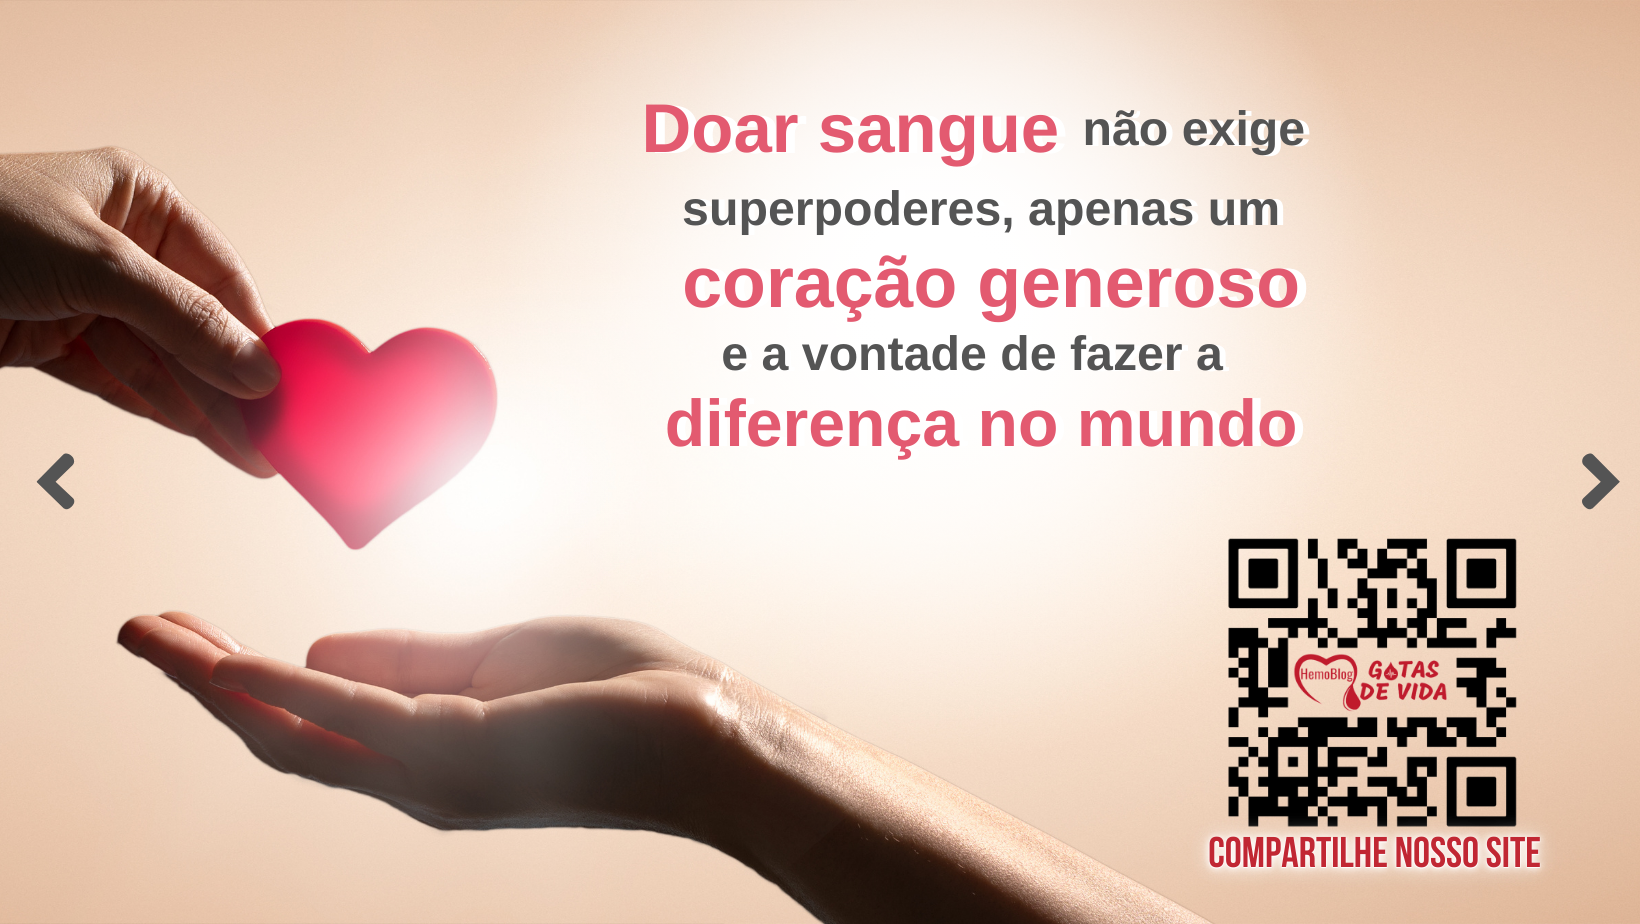 Doar sangue não exige
superpoderes, apenas um
coração generoso
e a vontade de fazer a
diferença no mundo
HemoBlog
GOTAS
DE VIDA
COMPARTILHE NOSSO SITE